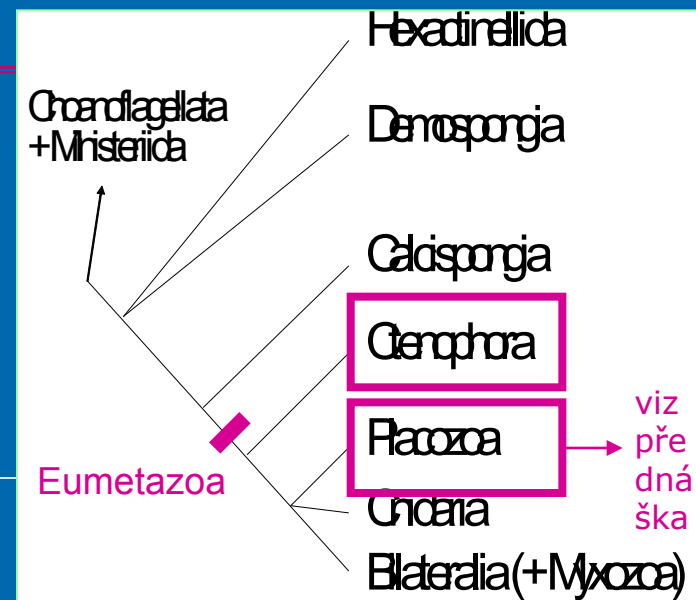 Hexactinellida
Choanoflagellata
+ Ministeriida
Demospongia
Calcispongia
Ctenophora
Placozoa
viz
pře
dná
ška
Eumetazoa
Cnidaria
Bilateralia (+ Myxozoa)